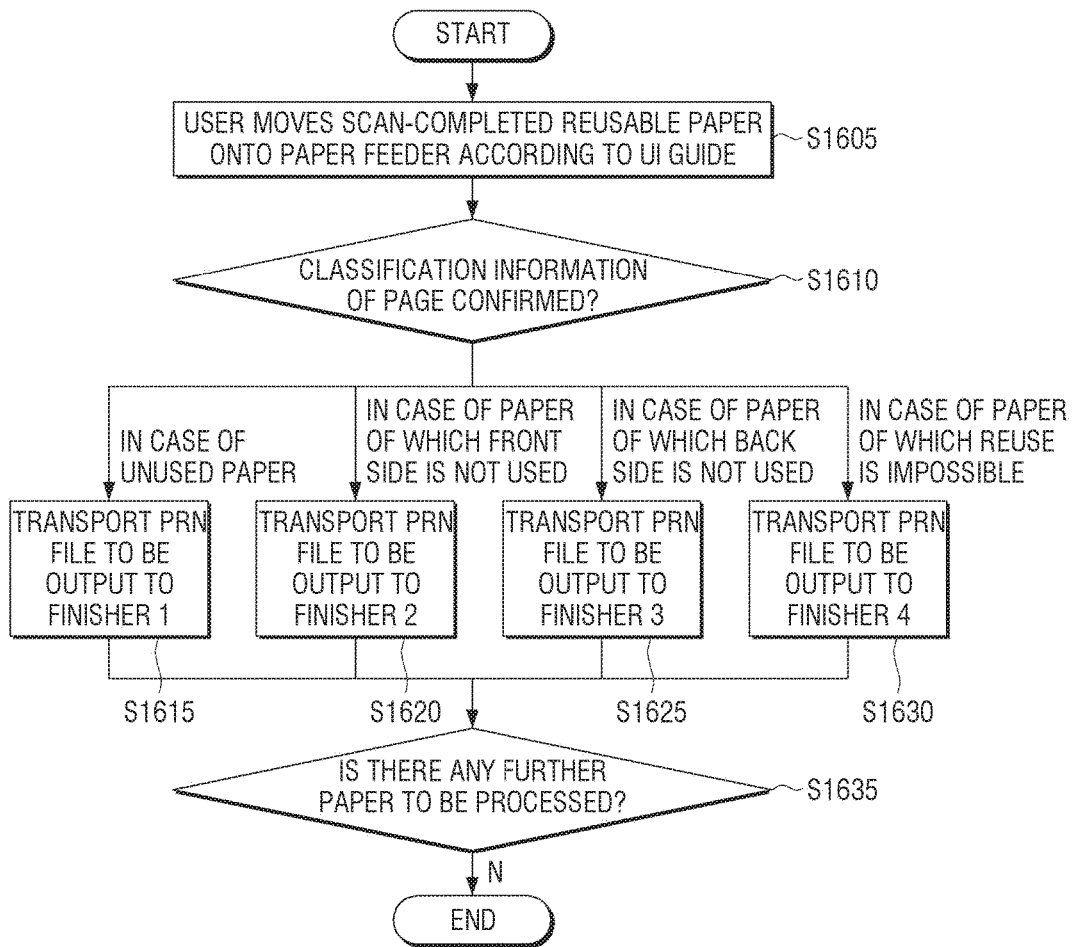 START
USER MOVES SCAN-COMPLETED REUSABLE PAPER
ONTO PAPER FEEDER ACCORDING TO UI GUIDE
S1605
CLASSIFICATION INFORMATION
OF PAGE CONFIRMED?
S1610
IN CASE OF
UNUSED PAPER
IN CASE OF PAPER
OF WHICH FRONT
SIDE IS NOT USED
IN CASE OF PAPER
OF WHICH BACK
SIDE IS NOT USED
IN CASE OF PAPER
OF WHICH REUSE
IS IMPOSSIBLE
TRANSPORT PRN
FILE TO BE
OUTPUT TO
FINISHER 1
TRANSPORT PRN
FILE TO BE
OUTPUT TO
FINISHER 2
TRANSPORT PRN
FILE TO BE
OUTPUT TO
FINISHER 3
TRANSPORT PRN
FILE TO BE
OUTPUT TO
FINISHER 4
S1615
S1620
S1625
S1630
IS THERE ANY FURTHER
PAPER TO BE PROCESSED?
S1635
N
END